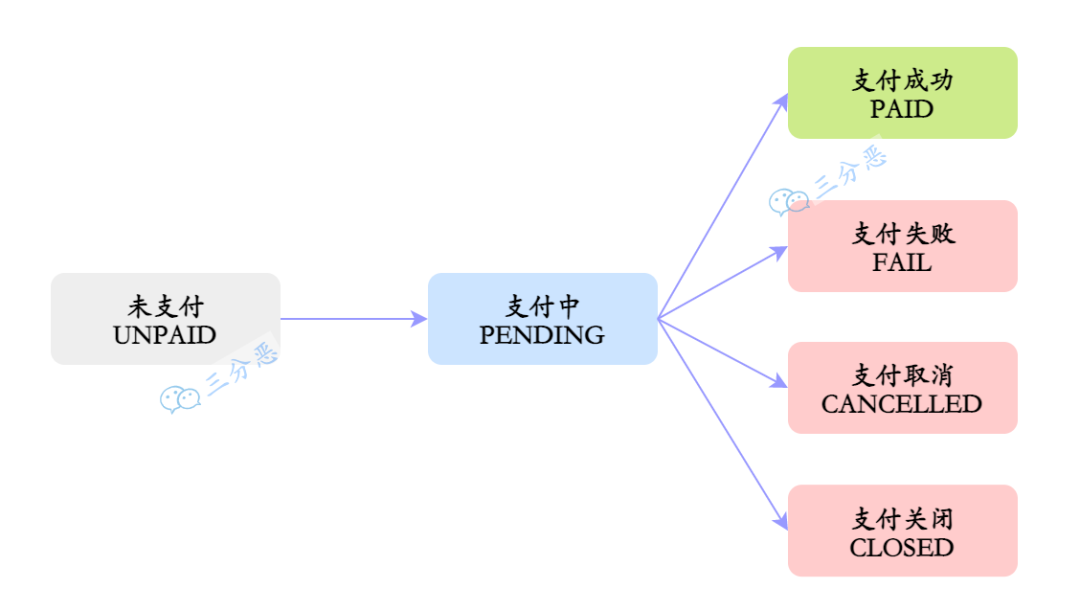 支付成功
PAID
三分恶
支付失败
FAIL
未支付
UNPAID
支付中
PENDING
三分恶
支付取消
CANCELLED
支付关闭
CLOSED